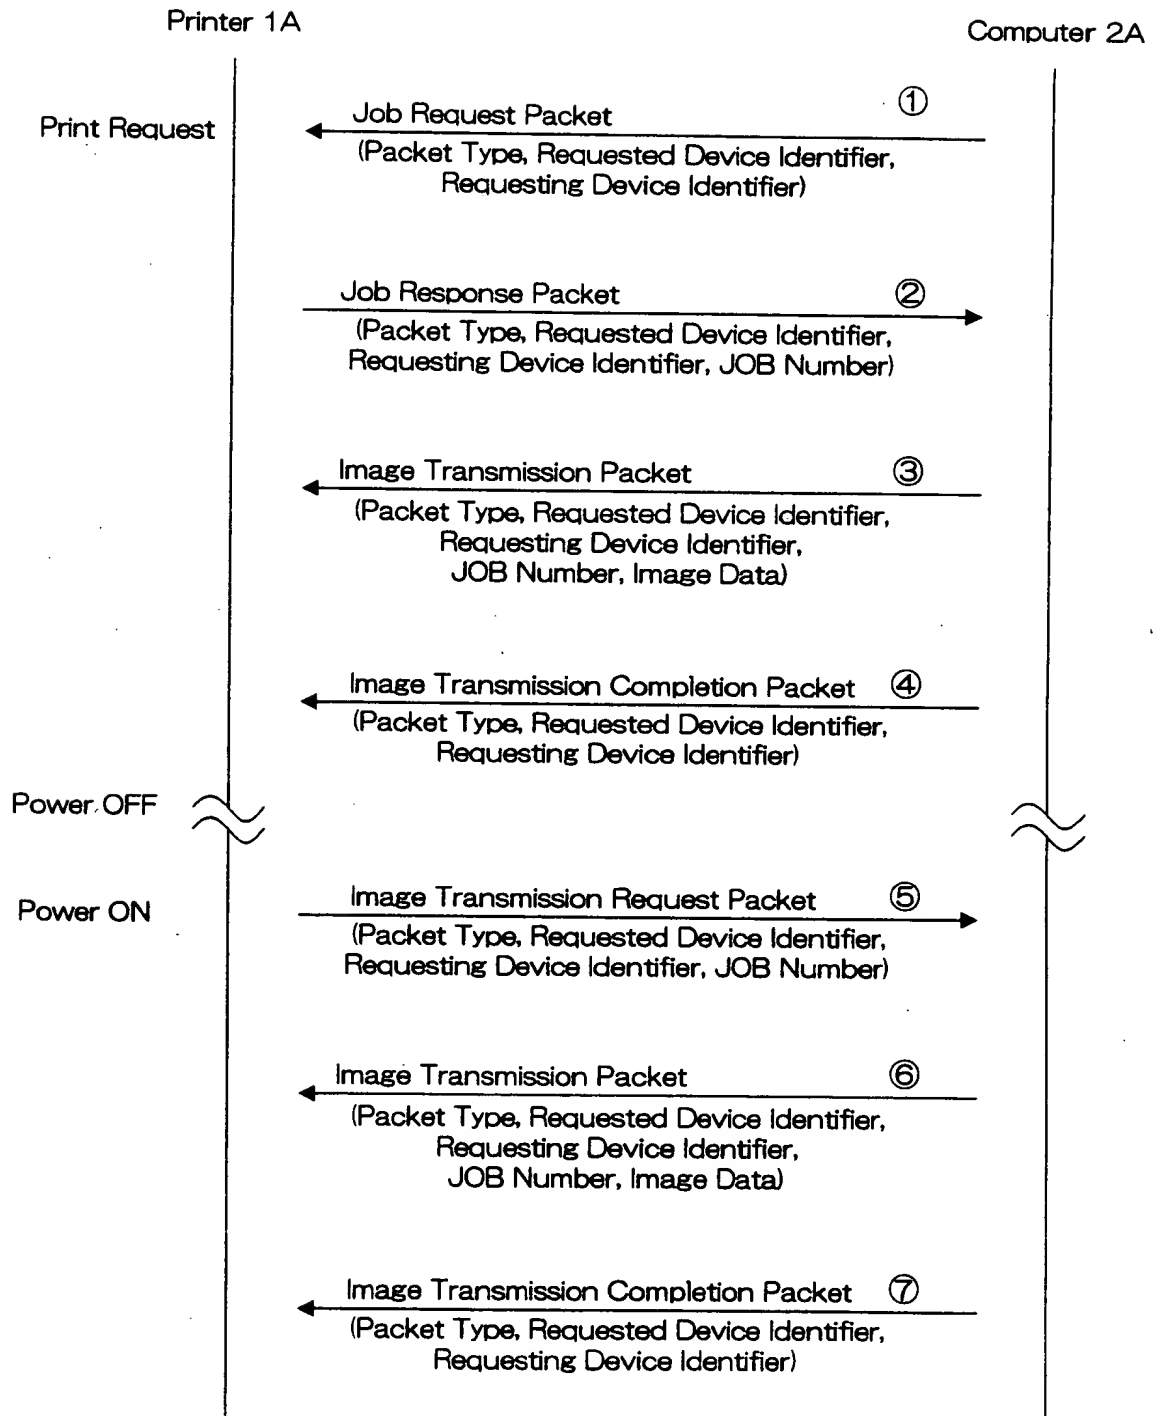 Printer 1A
Computer 2A
Print Request
Job Request Packet ①
(Packet Type, Requested Device Identifier,
Requesting Device Identifier)
Job Response Packet ②
(Packet Type, Requested Device Identifier,
Requesting Device Identifier, JOB Number)
Image Transmission Packet ③
(Packet Type, Requested Device Identifier,
Requesting Device Identifier,
JOB Number, Image Data)
Image Transmission Completion Packet ④
(Packet Type, Requested Device Identifier,
Requesting Device Identifier)
Power OFF
Power ON
Image Transmission Request Packet ⑤
(Packet Type, Requested Device Identifier,
Requesting Device Identifier, JOB Number)
Image Transmission Packet ⑥
(Packet Type, Requested Device Identifier,
Requesting Device Identifier,
JOB Number, Image Data)
Image Transmission Completion Packet ⑦
(Packet Type, Requested Device Identifier,
Requesting Device Identifier)